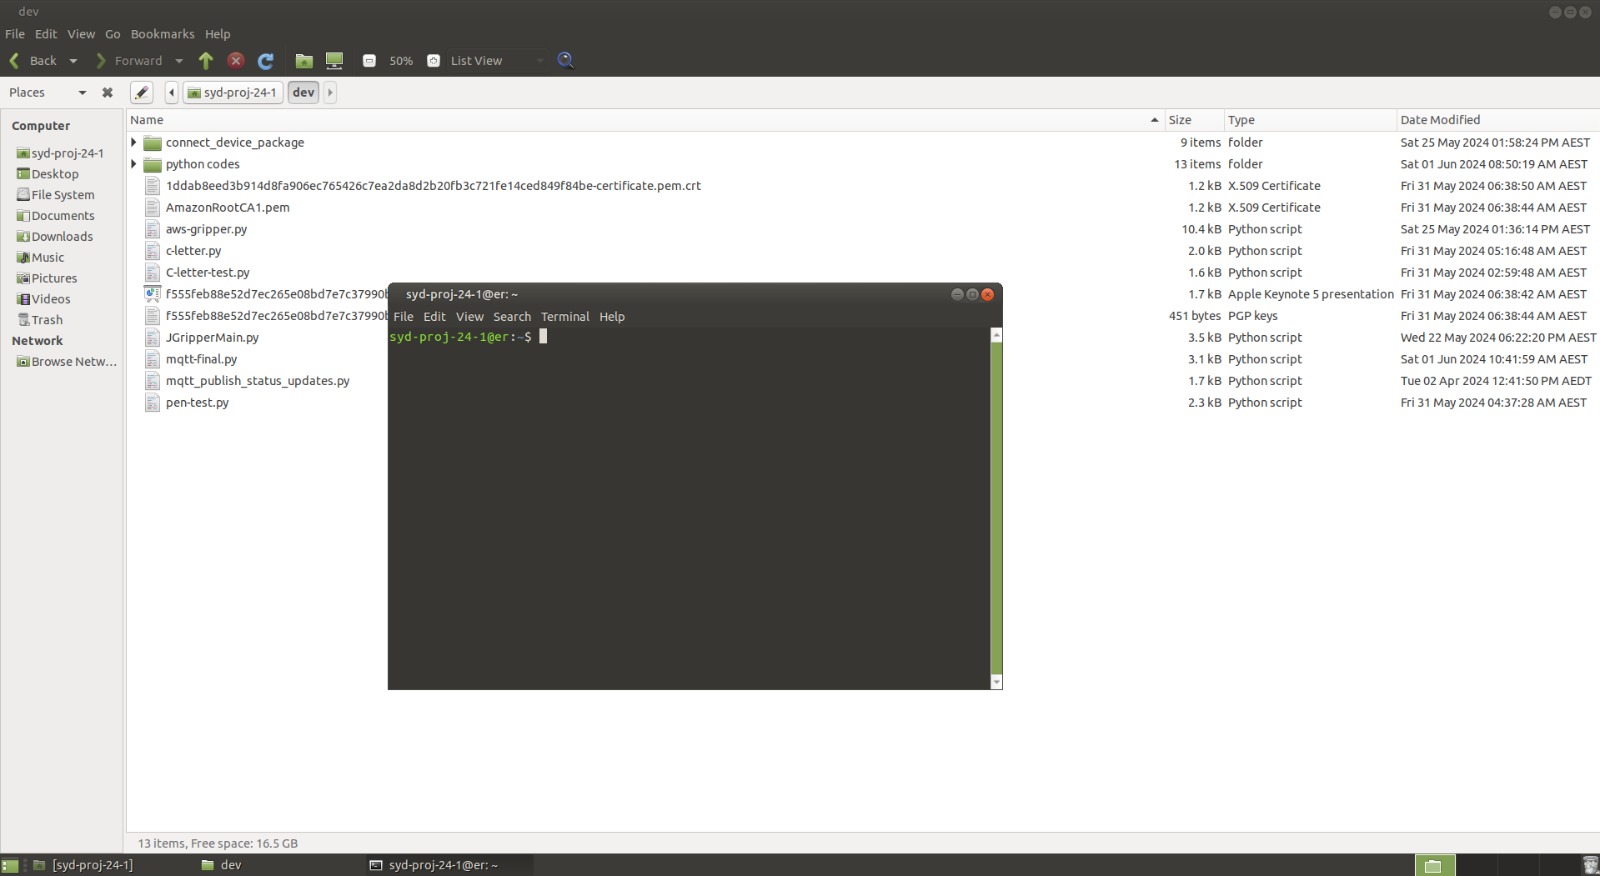 dev
File Edit View Go Bookmarks Help
Back Forward 50% List View
Places syd-proj-24-1 dev
Name Size Type Date Modified
Computer
syd-proj-24-1
Desktop
File System
Documents
Downloads
Music
Pictures
Videos
Trash
Network
Browse Netw...
connect_device_package 9 items folder Sat 25 May 2024 01:58:24 PM AEST
python codes 13 items folder Sat 01 Jun 2024 08:50:19 AM AEST
1ddab8eed3b914d8fa906ec765426c7ea2da8d2b20fb3c721fe14ced849f84be-certificate.pem.crt 1.2 kB X.509 Certificate Fri 31 May 2024 06:38:50 AM AEST
AmazonRootCA1.pem 1.2 kB X.509 Certificate Fri 31 May 2024 06:38:44 AM AEST
aws-gripper.py 10.4 kB Python script Sat 25 May 2024 01:36:14 PM AEST
c-letter.py 2.0 kB Python script Fri 31 May 2024 05:16:48 AM AEST
C-letter-test.py 1.6 kB Python script Fri 31 May 2024 02:59:48 AM AEST
f555feb88e52d7ec265e08bd7e7c37990b 1.7 kB Apple Keynote 5 presentation Fri 31 May 2024 06:38:42 AM AEST
f555feb88e52d7ec265e08bd7e7c37990b 451 bytes PGP keys Fri 31 May 2024 06:38:44 AM AEST
JGripperMain.py 3.5 kB Python script Wed 22 May 2024 06:22:20 PM AEST
mqtt-final.py 3.1 kB Python script Sat 01 Jun 2024 10:41:59 AM AEST
mqtt_publish_status_updates.py 1.7 kB Python script Tue 02 Apr 2024 12:41:50 PM AEDT
pen-test.py 2.3 kB Python script Fri 31 May 2024 04:37:28 AM AEST
syd-proj-24-1@er: ~
File Edit View Search Terminal Help
syd-proj-24-1@er:~$
13 items, Free space: 16.5 GB
[syd-proj-24-1] dev syd-proj-24-1@er: ~